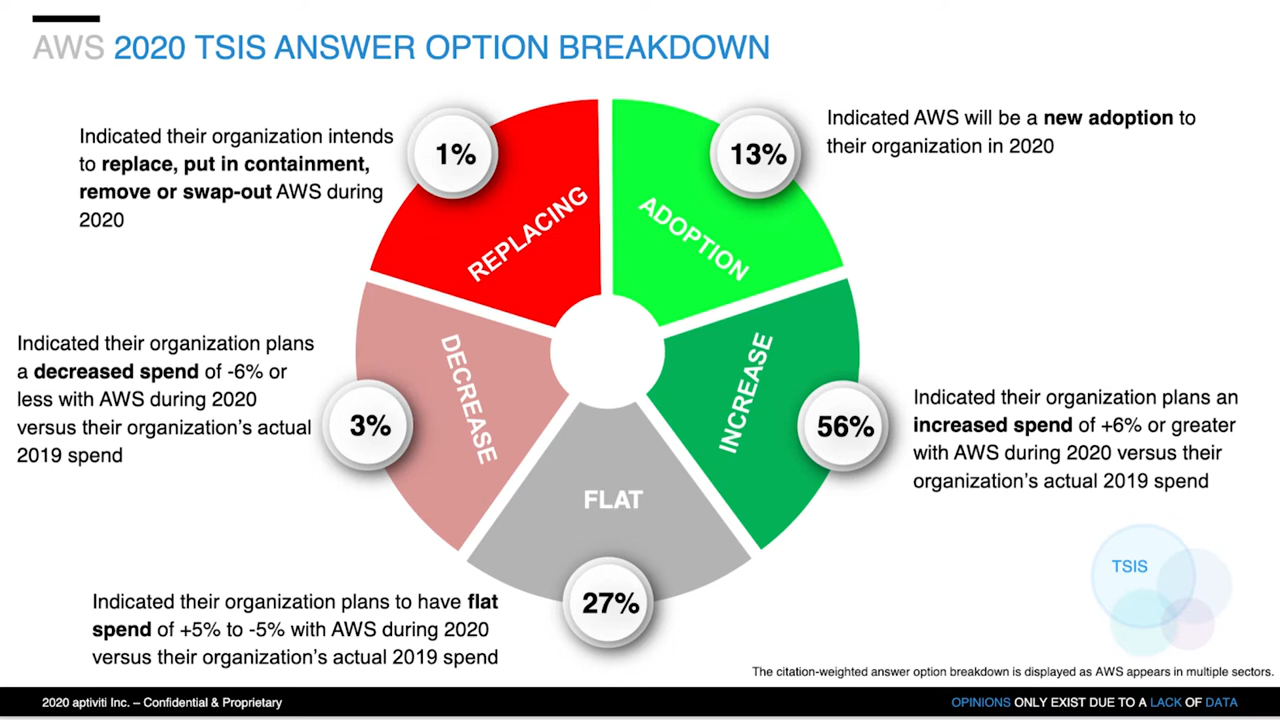 AWS 2020 TSIS ANSWER OPTION BREAKDOWN
Indicated their organization intends
to replace, put in containment,
remove or swap-out AWS during
2020
1%
REPLACING
13%
ADOPTION
Indicated AWS will be a new adoption to
their organization in 2020
Indicated their organization plans
a decreased spend of -6% or
less with AWS during 2020
versus their organization's actual
2019 spend
3%
DECREASE
INCREASE
56%
Indicated their organization plans an
increased spend of +6% or greater
with AWS during 2020 versus their
organization's actual 2019 spend
FLAT
27%
Indicated their organization plans to have flat
spend of +5% to -5% with AWS during 2020
versus their organization's actual 2019 spend
TSIS
The citation-weighted answer option breakdown is displayed as AWS appears in multiple sectors.
2020 aptiviti Inc. – Confidential & Proprietary
OPINIONS ONLY EXIST DUE TO A LACK OF DATA